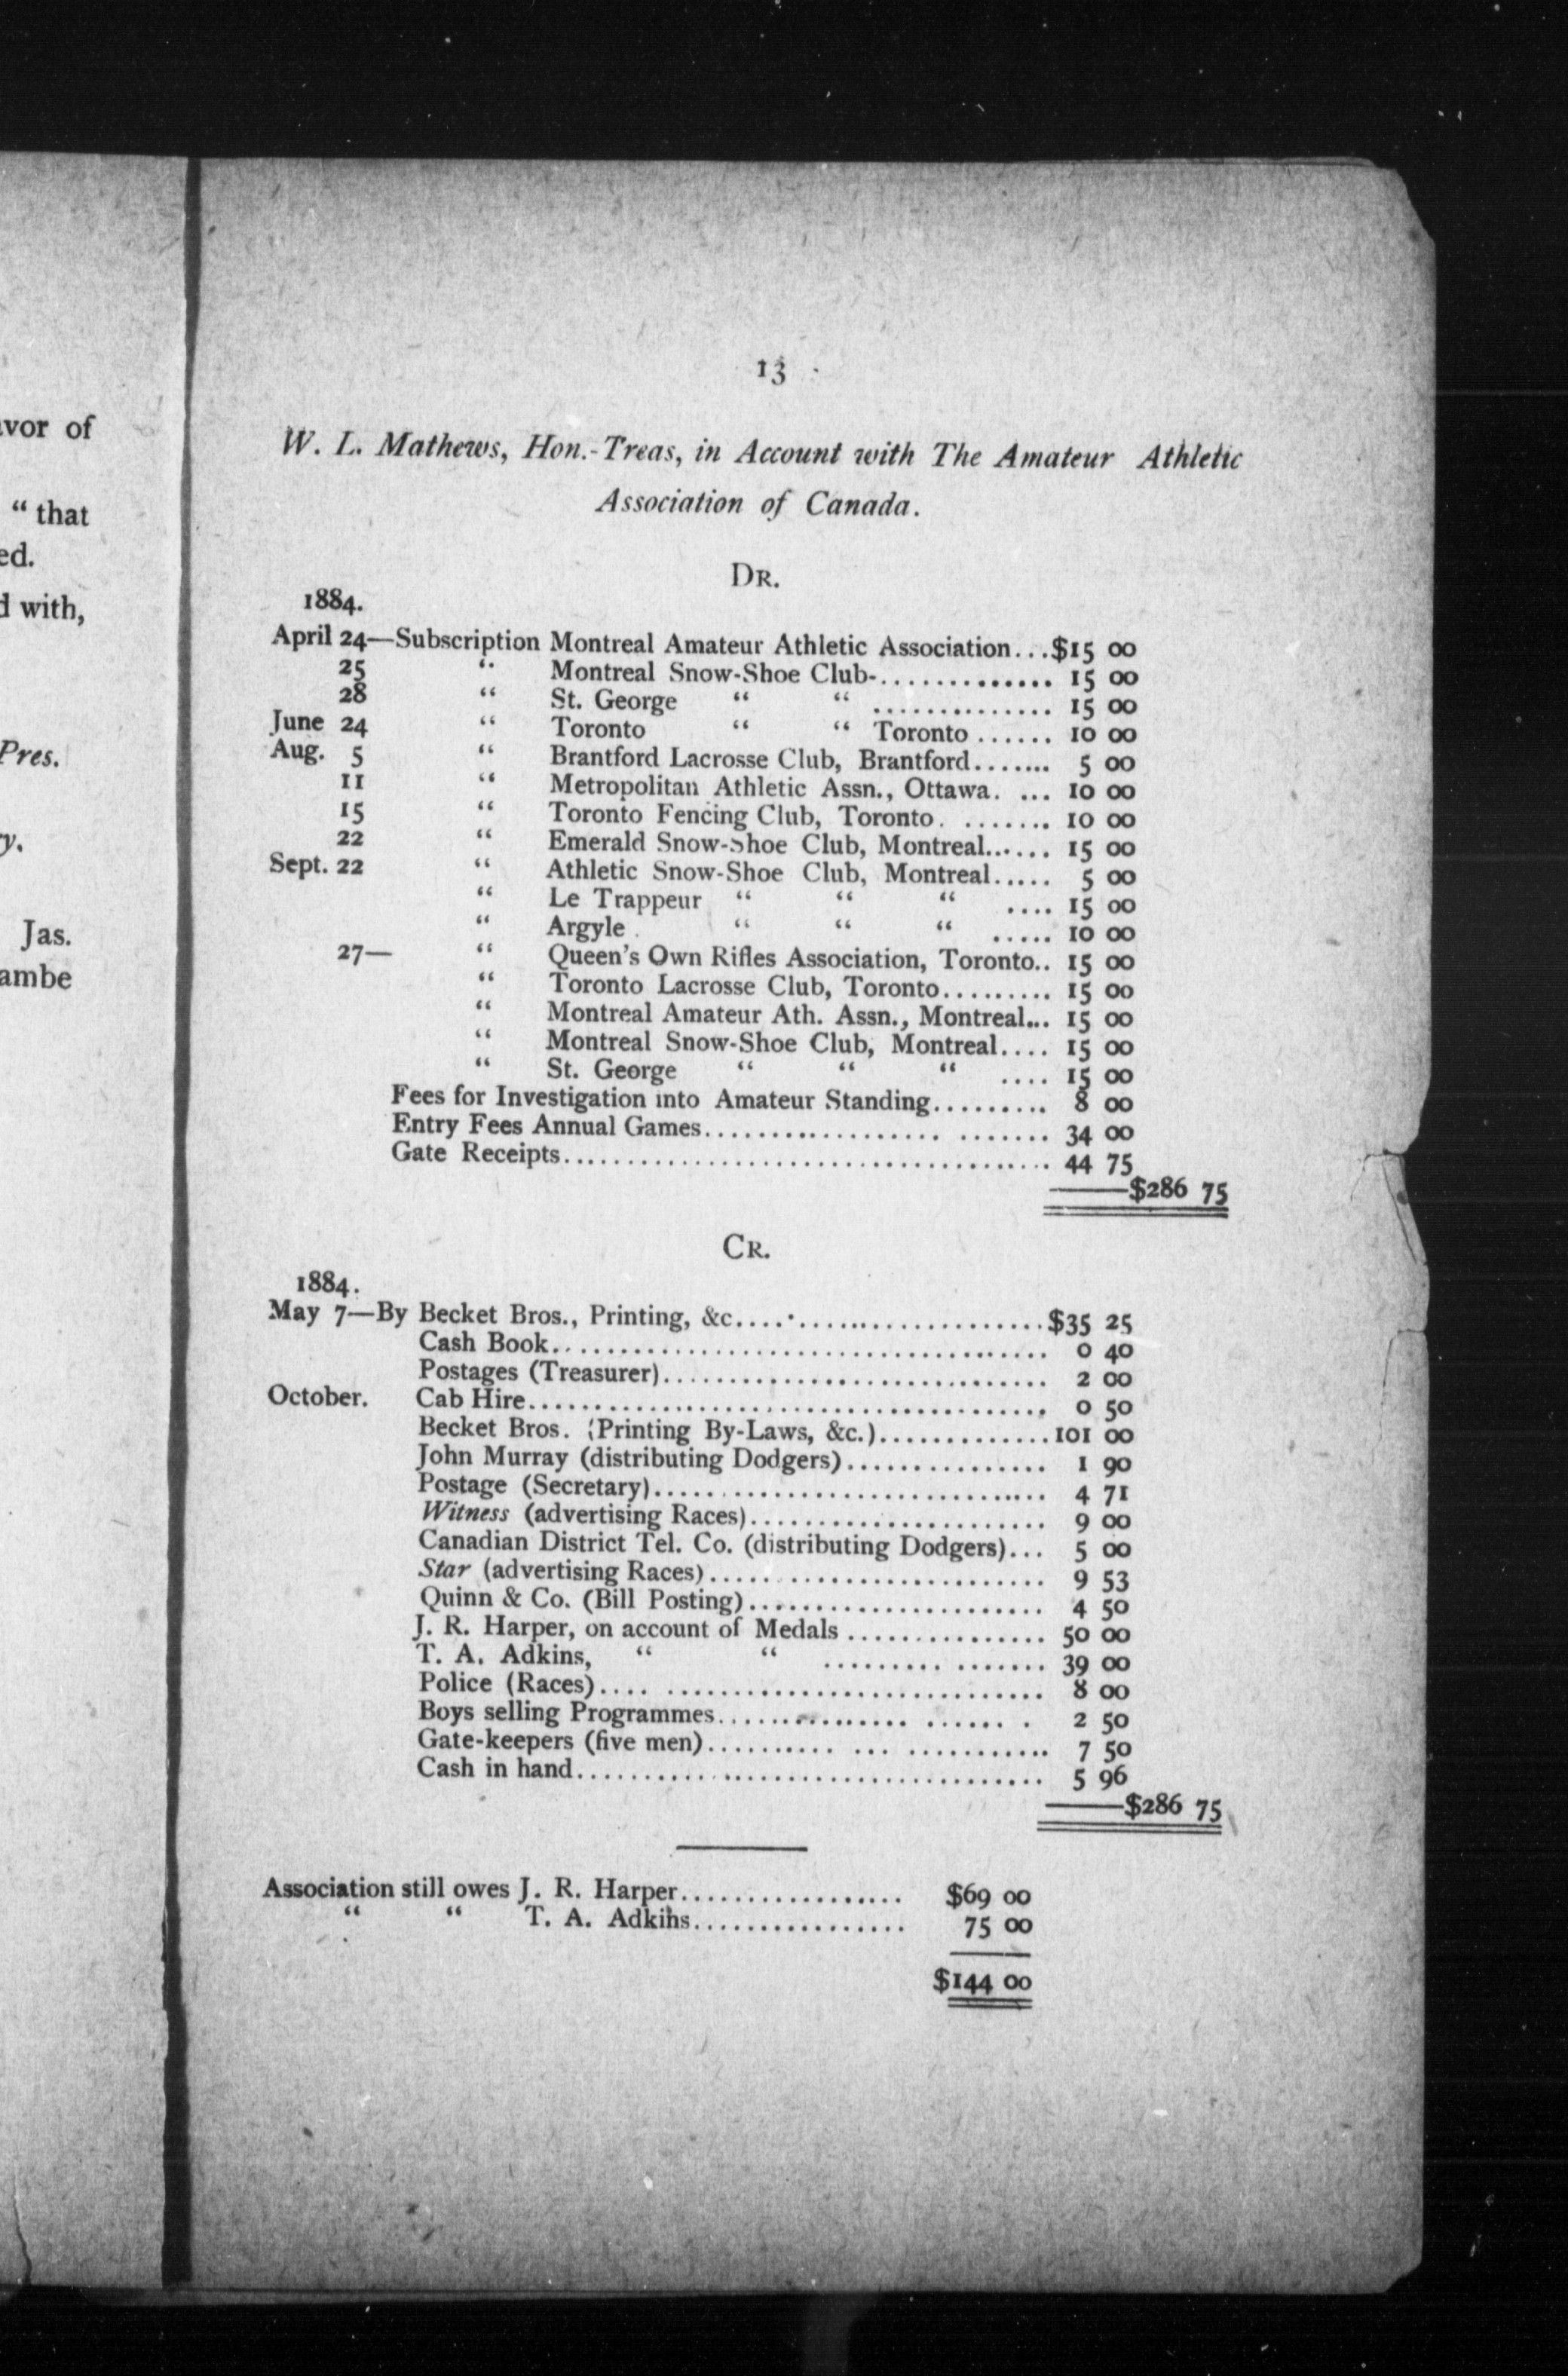 avor of
“ that
ed.
d with,
Pres.
y.
Jas.
ambe
13
W. L. Mathews, Hon.-Treas, in Account with The Amateur Athletic
Association of Canada.
DR.
1884.
April 24—Subscription Montreal Amateur Athletic Association...$15 00
25 “ Montreal Snow-Shoe Club-............. 15 00
28 “ St. George “ “ .............. 15 00
June 24 “ Toronto “ “ Toronto ...... 10 00
Aug. 5 “ Brantford Lacrosse Club, Brantford....... 5 00
11 “ Metropolitan Athletic Assn., Ottawa. ... 10 00
15 “ Toronto Fencing Club, Toronto. ....... 10 00
22 “ Emerald Snow-Shoe Club, Montreal...... 15 00
Sept. 22 “ Athletic Snow-Shoe Club, Montreal..... 5 00
“ Le Trappeur “ “ “ .... 15 00
“ Argyle “ “ “ ..... 10 00
27— “ Queen's Own Rifles Association, Toronto.. 15 00
“ Toronto Lacrosse Club, Toronto......... 15 00
“ Montreal Amateur Ath. Assn., Montreal... 15 00
“ Montreal Snow-Shoe Club, Montreal.... 15 00
“ St. George “ “ “ .... 15 00
Fees for Investigation into Amateur Standing.......... 8 00
Entry Fees Annual Games.................. ....... 34 00
Gate Receipts..................................... 44 75
$286 75
CR.
1884.
May 7—By Becket Bros., Printing, &c..........................$35 25
Cash Book..................................... 0 40
Postages (Treasurer)............................. 2 00
October. Cab Hire....................................... 0 50
Becket Bros. (Printing By-Laws, &c.).............101 00
John Murray (distributing Dodgers)............... 1 90
Postage (Secretary).............................. 4 71
Witness (advertising Races)...................... 9 00
Canadian District Tel. Co. (distributing Dodgers)... 5 00
Star (advertising Races)......................... 9 53
Quinn & Co. (Bill Posting)...................... 4 50
J. R. Harper, on account of Medals ............... 50 00
T. A. Adkins, “ “ ......... ....... 39 00
Police (Races).... ............................ 8 00
Boys selling Programmes.............. ...... . 2 50
Gate-keepers (five men).......... ... ........... 7 50
Cash in hand................................... 5 96
$286 75
Association still owes J. R. Harper................. $69 00
“ “ T. A. Adkins................ 75 00
$144 00